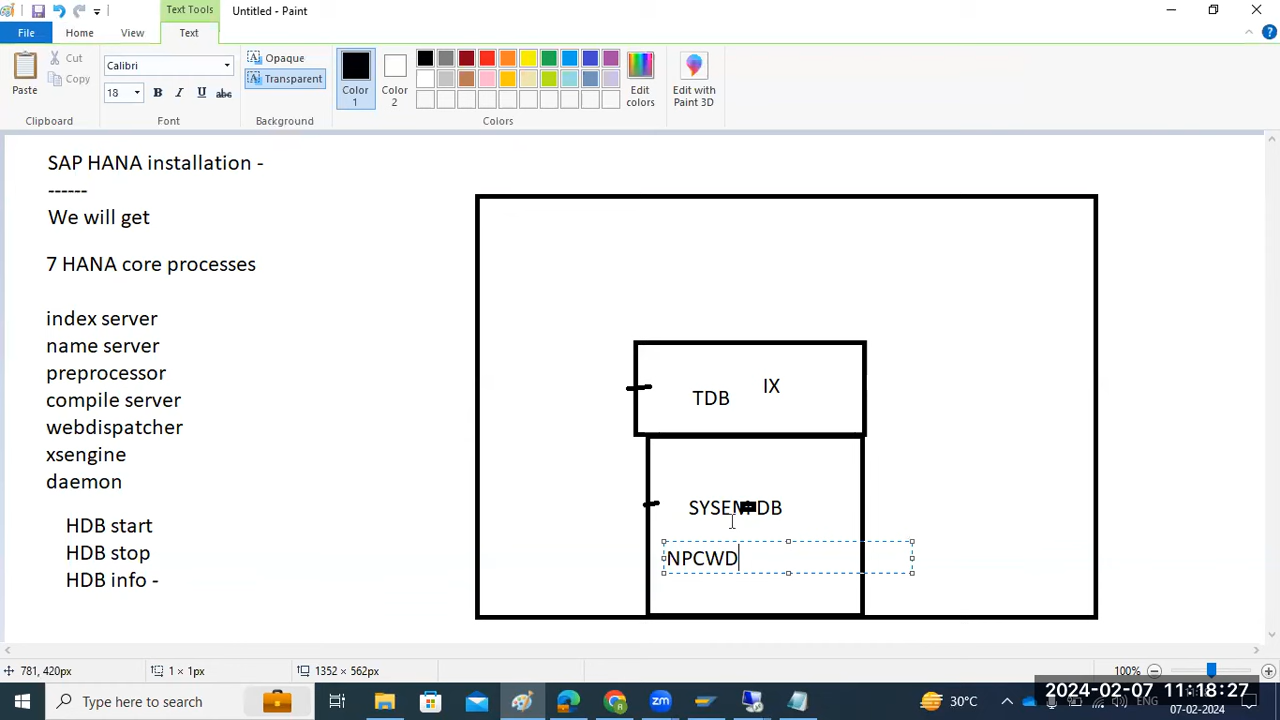 Text Tools
Untitled - Paint
File
Home
View
Text
Paste
Cut
Copy
Calibri
18
B
I
U
abc
Opaque
Transparent
Color
1
Color
2
Edit
colors
Edit with
Paint 3D
Clipboard
Font
Background
Colors
SAP HANA installation -
------
We will get
7 HANA core processes
index server
name server
preprocessor
compile server
webdispatcher
xsengine
daemon
HDB start
HDB stop
HDB info -
TDB
IX
DB
NPCWD
781, 420px
1 × 1px
1352 × 562px
100%
Type here to search
30°C
2024-02-07 11:18:27
ENG
07-02-2024